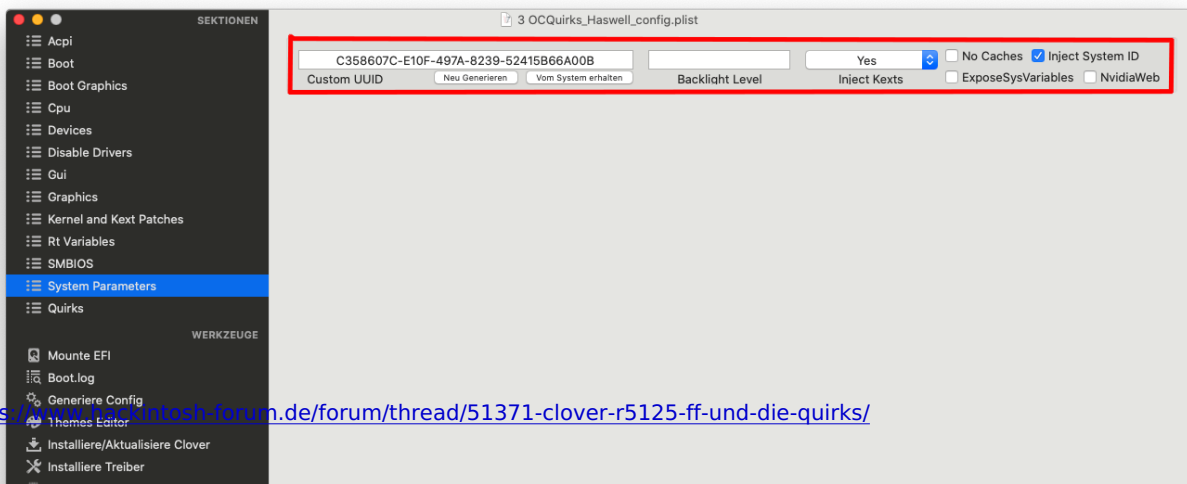 SEKTIONEN
3 OCQuirks_Haswell_config.plist
Acpi
Boot
Boot Graphics
Cpu
Devices
Disable Drivers
Gui
Graphics
Kernel and Kext Patches
Rt Variables
SMBIOS
System Parameters
Quirks
WERKZEUGE
Mounte EFI
Boot.log
Generiere Config
Themes Editor
Installiere/Aktualisiere Clover
Installiere Treiber
C358607C-E10F-497A-8239-52415B66A00B
Custom UUID
Neu Generieren
Vom System erhalten
Backlight Level
Yes
Inject Kexts
No Caches
Inject System ID
ExposeSysVariables
NvidiaWeb
s://www.hackintosh-forum.de/forum/thread/51371-clover-r5125-ff-und-die-quirks/